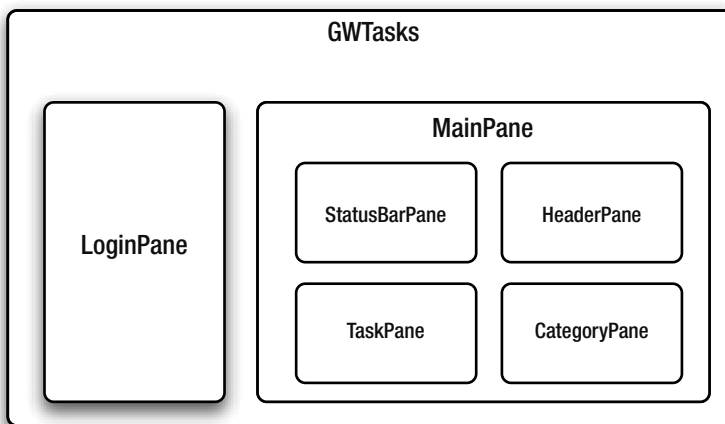 GWTasks
MainPane
StatusBarPane
HeaderPane
LoginPane
TaskPane
CategoryPane